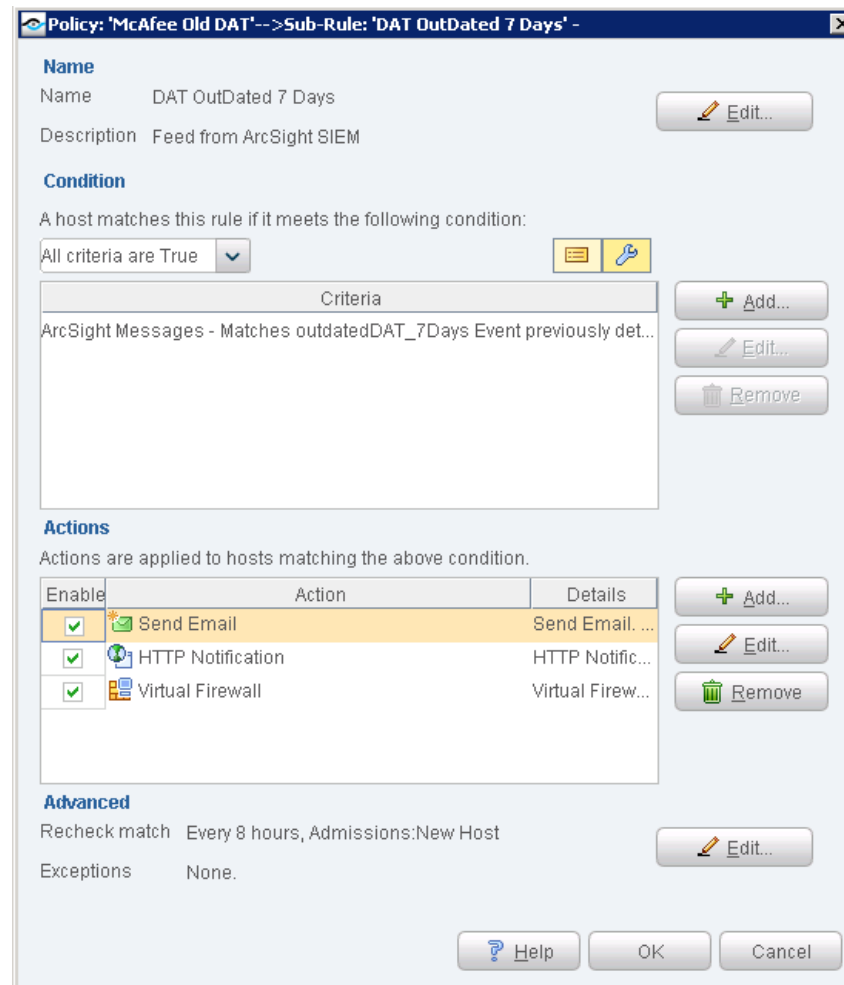 Policy: 'McAfee Old DAT'-->Sub-Rule: 'DAT OutDated 7 Days' -
Name
Name DAT OutDated 7 Days
Edit...
Description Feed from ArcSight SIEM
Condition
A host matches this rule if it meets the following condition:
All criteria are True
Criteria
Add...
ArcSight Messages - Matches outdatedDAT_7Days Event previously det...
Edit...
Remove
Actions
Actions are applied to hosts matching the above condition.
Enable Action Details
Add...
Send Email Send Email. ...
Edit...
HTTP Notification HTTP Notific...
Virtual Firewall Virtual Firew...
Remove
Advanced
Recheck match Every 8 hours, Admissions:New Host
Edit...
Exceptions None.
Help OK Cancel